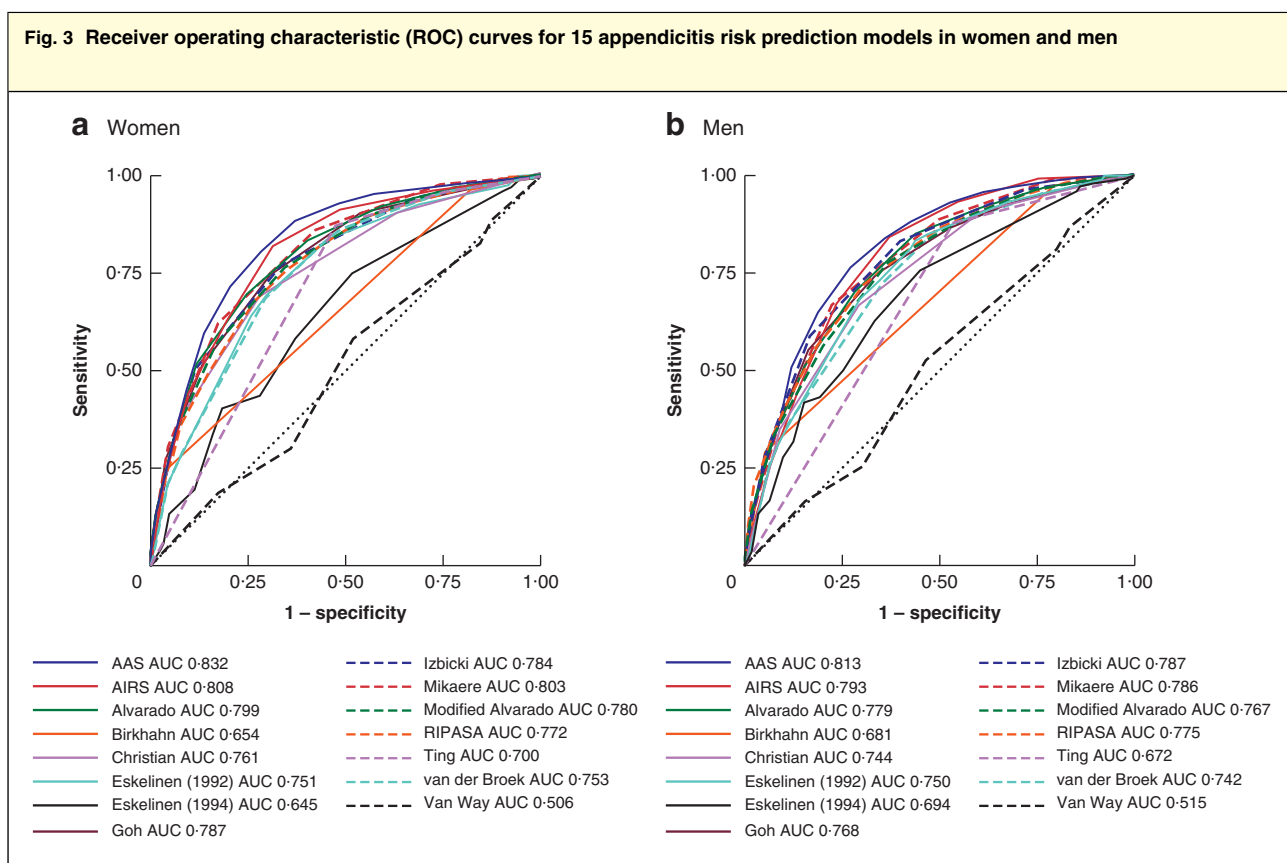 Fig. 3 Receiver operating characteristic (ROC) curves for 15 appendicitis risk prediction models in women and men
a Women
1·00
0·75
0·50
0·25
Sensitivity
0
0·25
0·50
0·75
1·00
1 – specificity
AAS AUC 0·832
AIRS AUC 0·808
Alvarado AUC 0·799
Birkhahn AUC 0·654
Christian AUC 0·761
Eskelinen (1992) AUC 0·751
Eskelinen (1994) AUC 0·645
Goh AUC 0·787
Izbicki AUC 0·784
Mikaere AUC 0·803
Modified Alvarado AUC 0·780
RIPASA AUC 0·772
Ting AUC 0·700
van der Broek AUC 0·753
Van Way AUC 0·506
b Men
1·00
0·75
0·50
0·25
Sensitivity
0
0·25
0·50
0·75
1·00
1 – specificity
AAS AUC 0·813
AIRS AUC 0·793
Alvarado AUC 0·779
Birkhahn AUC 0·681
Christian AUC 0·744
Eskelinen (1992) AUC 0·750
Eskelinen (1994) AUC 0·694
Goh AUC 0·768
Izbicki AUC 0·787
Mikaere AUC 0·786
Modified Alvarado AUC 0·767
RIPASA AUC 0·775
Ting AUC 0·672
van der Broek AUC 0·742
Van Way AUC 0·515